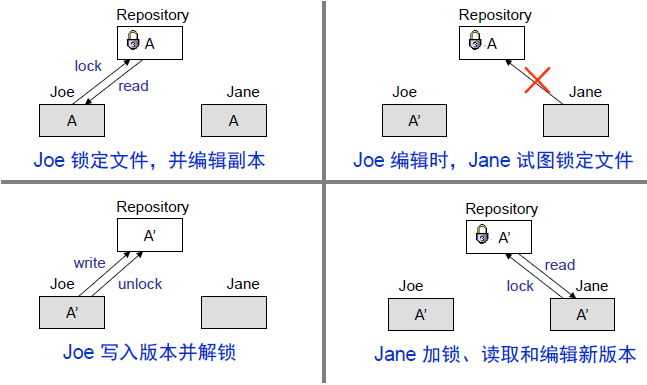 Repository
A
lock
read
Joe
Jane
A
A
Joe 锁定文件，并编辑副本
Repository
A
Joe
Jane
A’
Joe 编辑时，Jane 试图锁定文件
Repository
A’
write
unlock
Joe
Jane
A’
Joe 写入版本并解锁
Repository
A’
read
lock
Joe
Jane
A’
A’
Jane 加锁、读取和编辑新版本